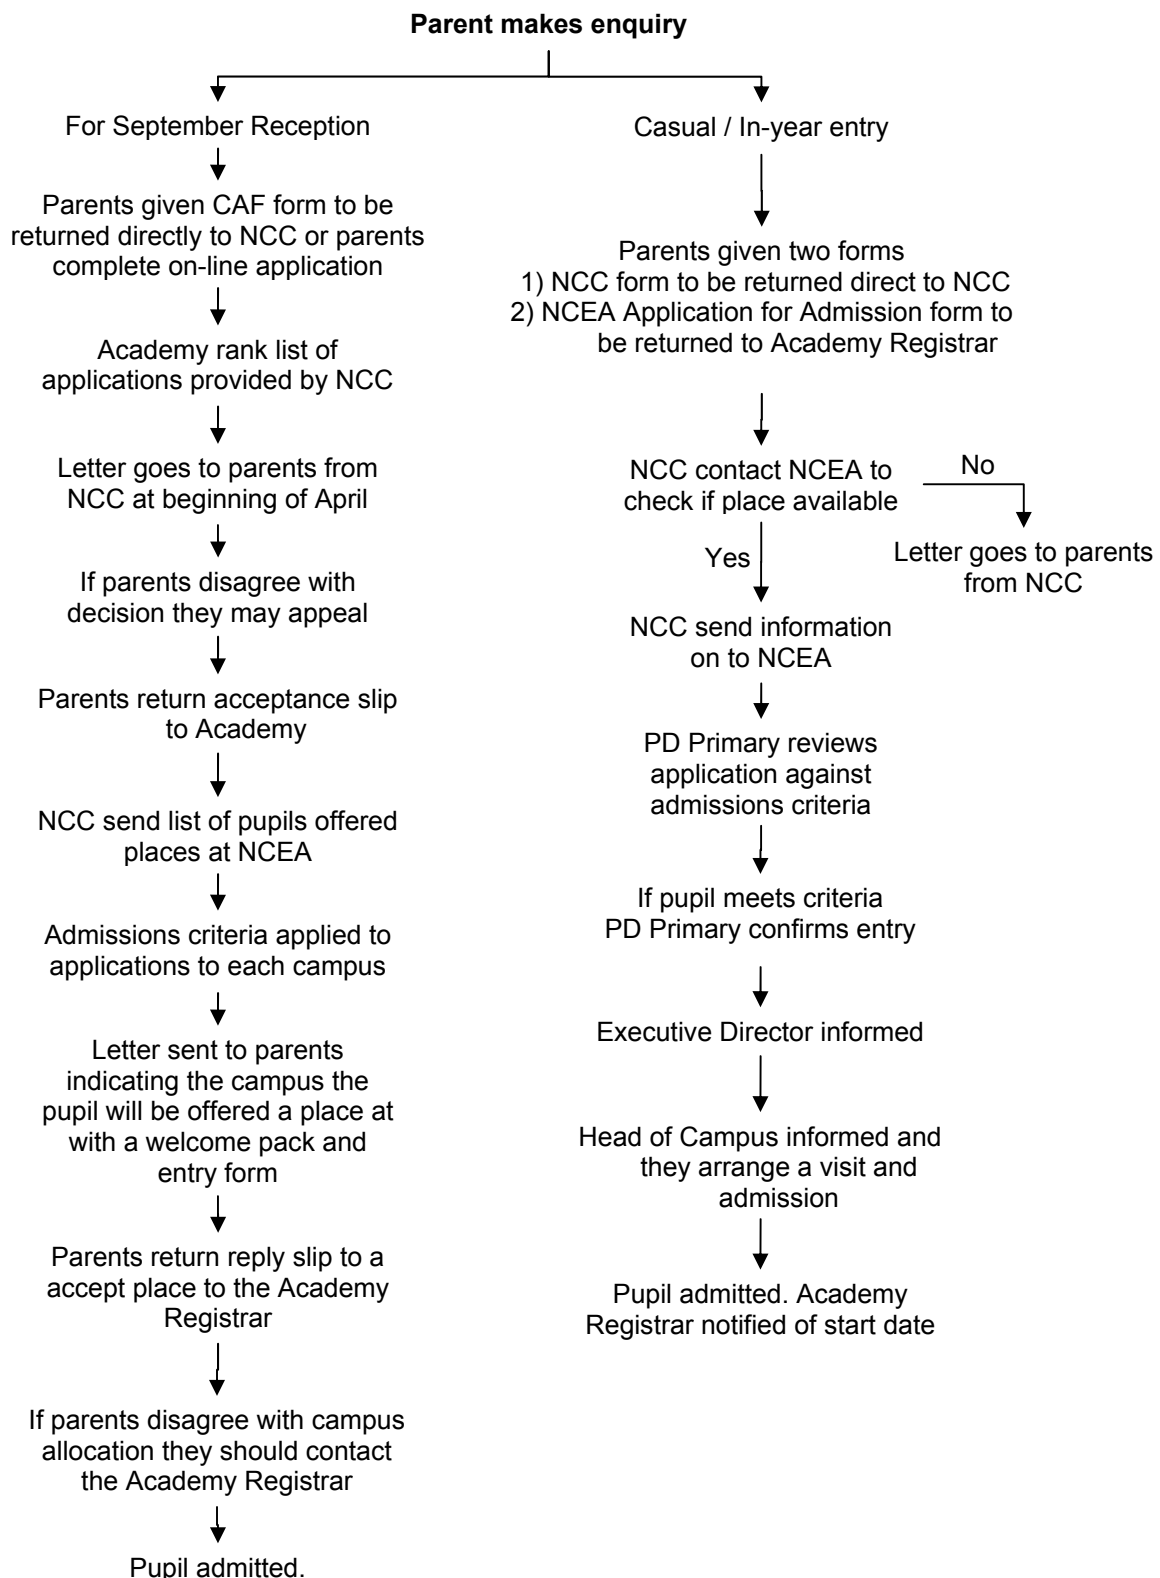 Parent makes enquiry
For September Reception
Parents given CAF form to be
returned directly to NCC or parents
complete on-line application
Academy rank list of
applications provided by NCC
Letter goes to parents from
NCC at beginning of April
If parents disagree with
decision they may appeal
Parents return acceptance slip
to Academy
NCC send list of pupils offered
places at NCEA
Admissions criteria applied to
applications to each campus
Letter sent to parents
indicating the campus the
pupil will be offered a place at
with a welcome pack and
entry form
Parents return reply slip to a
accept place to the Academy
Registrar
If parents disagree with campus
allocation they should contact
the Academy Registrar
Pupil admitted.
Casual / In-year entry
Parents given two forms
1) NCC form to be returned direct to NCC
2) NCEA Application for Admission form to
be returned to Academy Registrar
NCC contact NCEA to
check if place available
No
Letter goes to parents
from NCC
Yes
NCC send information
on to NCEA
PD Primary reviews
application against
admissions criteria
If pupil meets criteria
PD Primary confirms entry
Executive Director informed
Head of Campus informed and
they arrange a visit and
admission
Pupil admitted. Academy
Registrar notified of start date